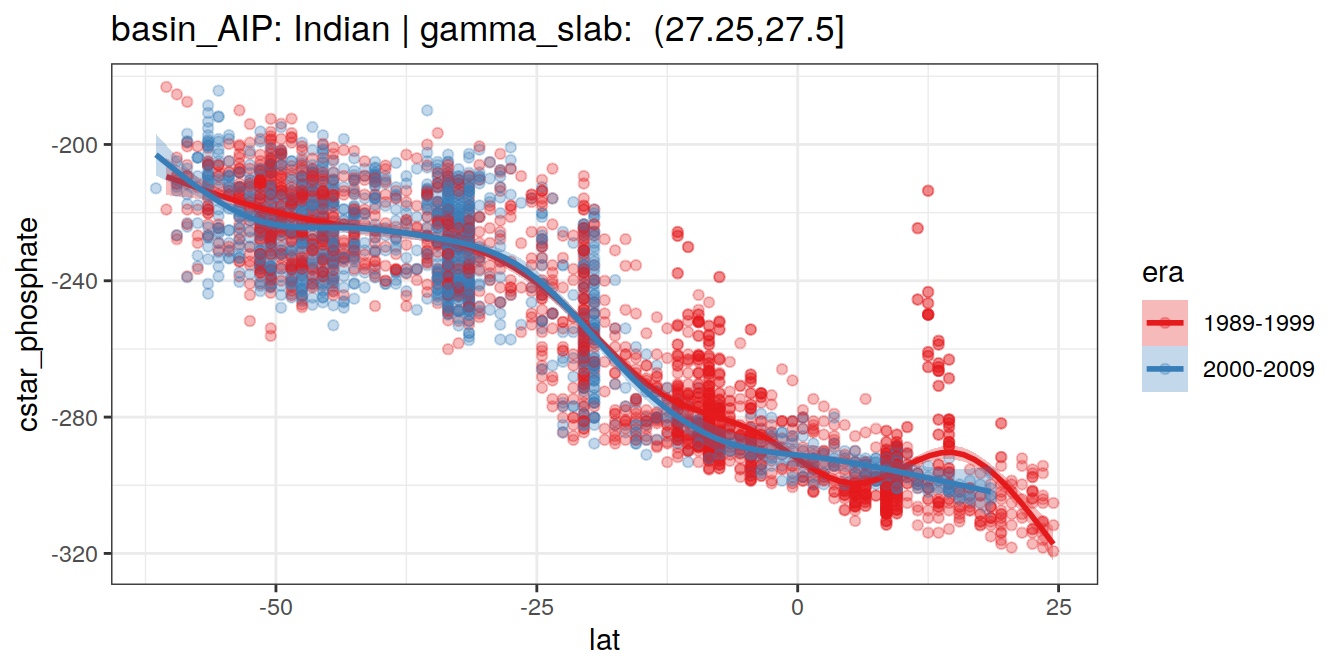 basin_AIP: Indian | gamma_slab:  (27.25,27.5]
cstar_phosphate
-200
-240
-280
-320
-50
-25
0
25
lat
era
1989-1999
2000-2009